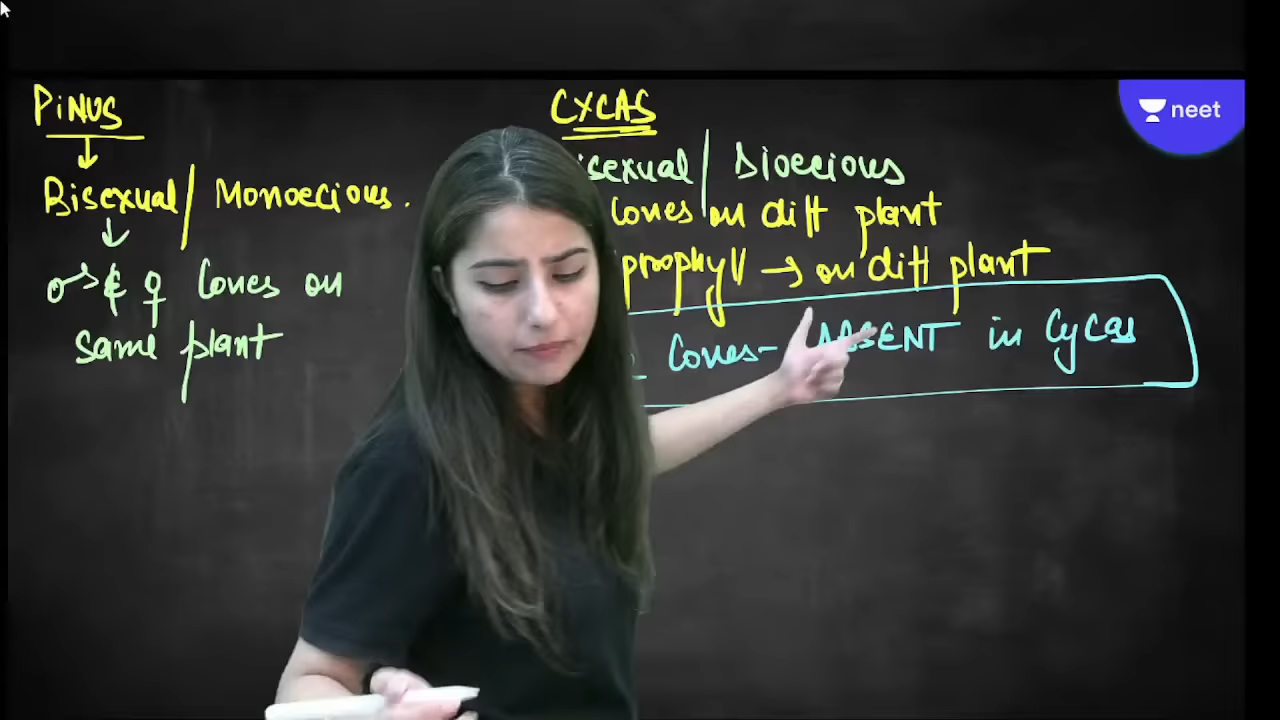 PiNUS
Bisexual / Monoecious.
♂ & ♀ Cones on
same plant
CYCAS
isexual / Dioecious
Cones on diff plant
prophyll → on diff plant
Cones- ABSENT in Cycas
neet